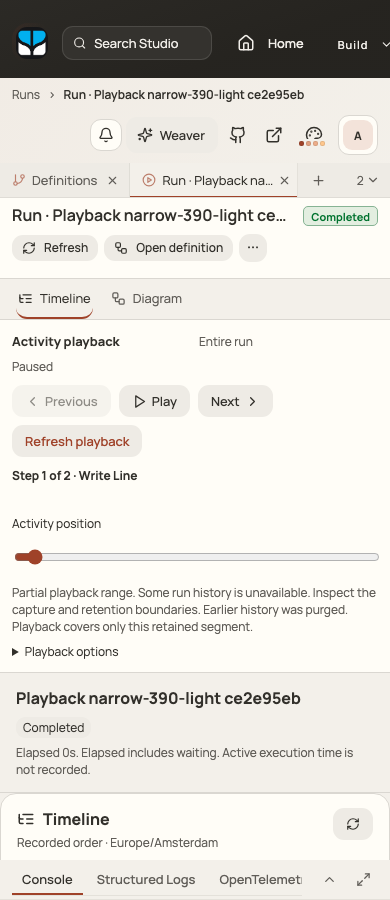 Search Studio
Home
Build
Runs > Run · Playback narrow-390-light ce2e95eb
Weaver
A
Definitions
Run · Playback na...
2
Run · Playback narrow-390-light ce...
Completed
Refresh
Open definition
...
Timeline
Diagram
Activity playback
Entire run
Paused
Previous
Play
Next
Refresh playback
Step 1 of 2 · Write Line
Activity position
Partial playback range. Some run history is unavailable. Inspect the
capture and retention boundaries. Earlier history was purged.
Playback covers only this retained segment.
Playback options
Playback narrow-390-light ce2e95eb
Completed
Elapsed 0s. Elapsed includes waiting. Active execution time is
not recorded.
Timeline
Recorded order · Europe/Amsterdam
Console
Structured Logs
OpenTelemet